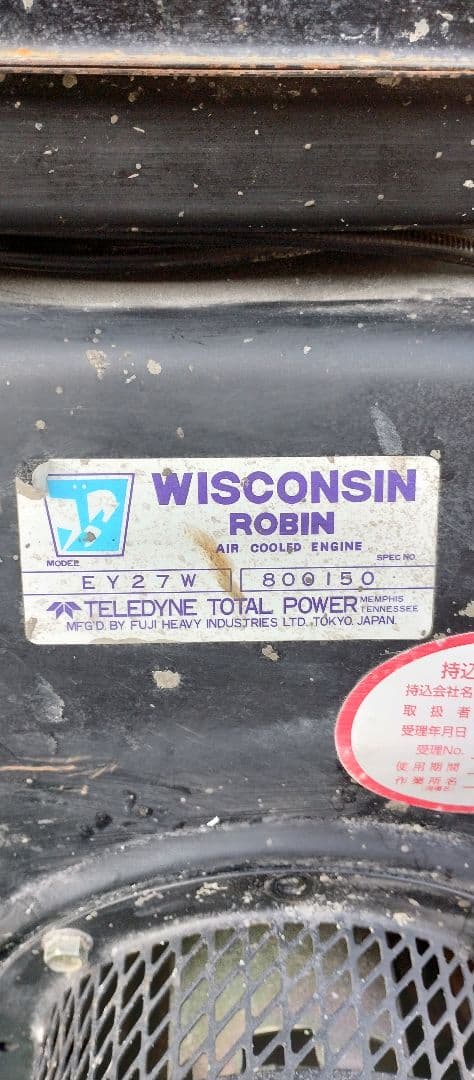 WISCONSIN
ROBIN
AIR COOLED ENGINE
MODEL SPEC NO.
EY27W 800150
TELEDYNE TOTAL POWER MEMPHIS TENNESSEE
MFG'D. BY FUJI HEAVY INDUSTRIES LTD. TOKYO. JAPAN.
持込
持込会社名
取扱者
受理年月日
受理No.
使用期間
作業所名